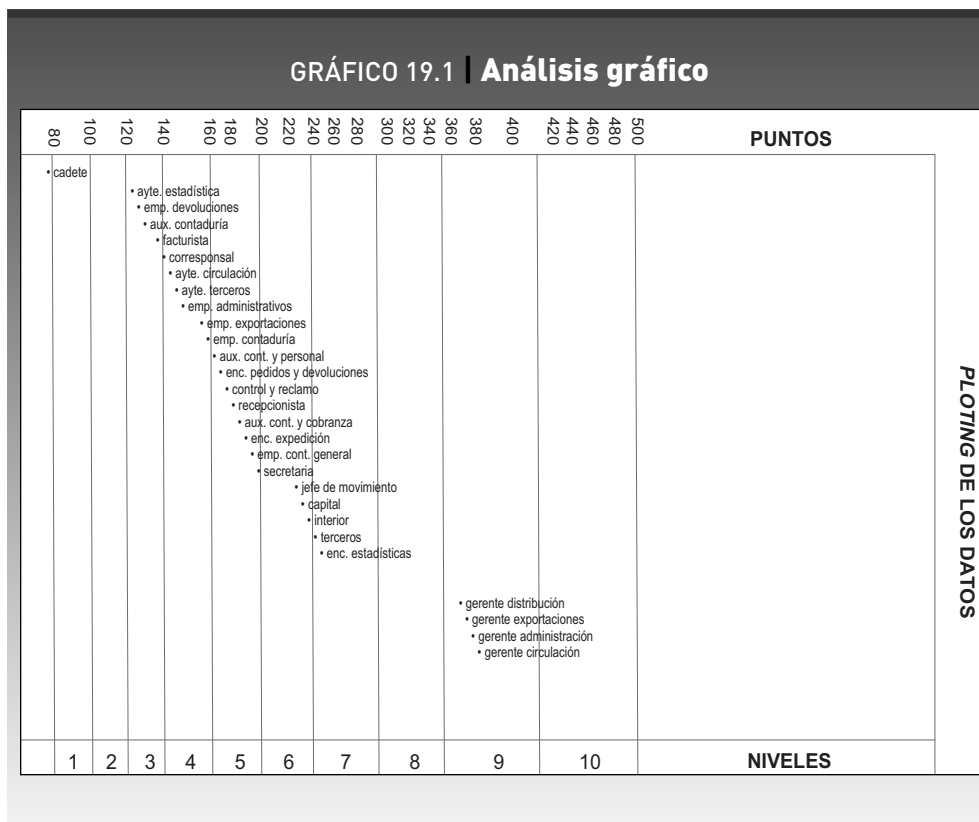 GRÁFICO 19.1 | Análisis gráfico
80 100 120 140 160 180 200 220 240 260 280 300 320 340 360 380 400 420 440 460 480 500 PUNTOS
• cadete
• ayte. estadística
• emp. devoluciones
• aux. contaduría
• facturista
• corresponsal
• ayte. circulación
• ayte. terceros
• emp. administrativos
• emp. exportaciones
• emp. contaduría
• aux. cont. y personal
• enc. pedidos y devoluciones
• control y reclamo
• recepcionista
• aux. cont. y cobranza
• enc. expedición
• emp. cont. general
• secretaria
• jefe de movimiento
• capital
• interior
• terceros
• enc. estadísticas
• gerente distribución
• gerente exportaciones
• gerente administración
• gerente circulación
1 2 3 4 5 6 7 8 9 10 NIVELES
PLOTING DE LOS DATOS